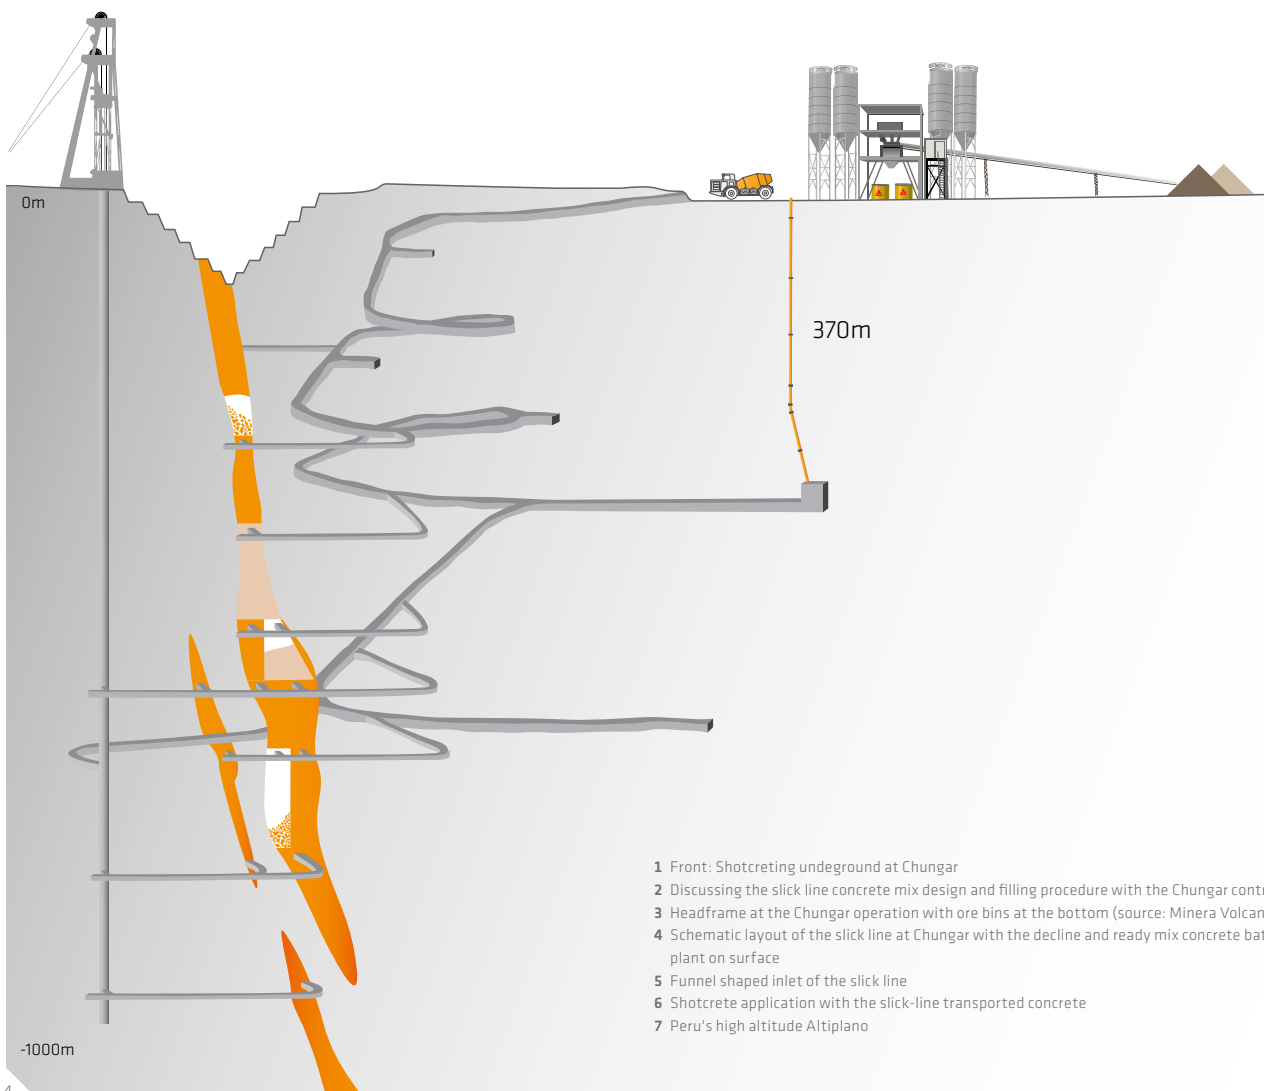 0m
370m
1 Front: Shotcreting undeground at Chungar
2 Discussing the slick line concrete mix design and filling procedure with the Chungar
3 Headframe at the Chungar operation with ore bins at the bottom (source: Minera
4 Schematic layout of the slick line at Chungar with the decline and ready mix concrete
plant on surface
5 Funnel shaped inlet of the slick line
6 Shotcrete application with the slick-line transported concrete
7 Peru's high altitude Altiplano
-1000m